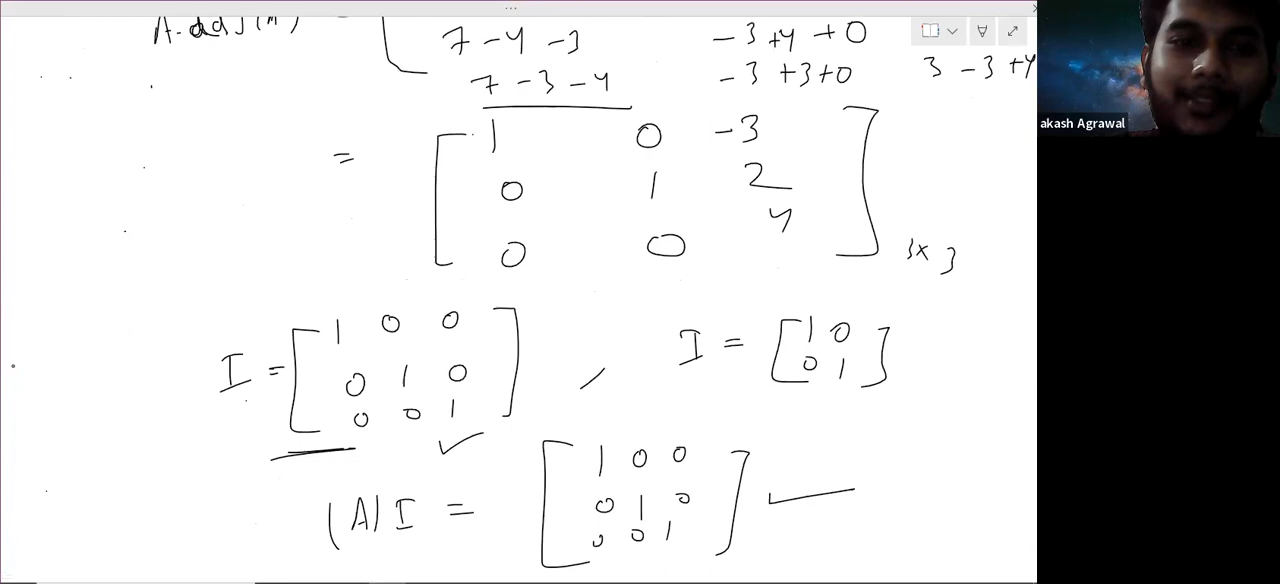 A.adj(A)
7 - 4 - 3 -3 + 4 + 0
7 - 3 - 4 -3 + 3 + 0 3 - 3 + 4
akash Agrawal
= [ 1 0 -3
0 1 2
0 0 4 ] 3x3
I = [ 1 0 0
0 1 0
0 0 1 ] , I = [ 1 0
0 1 ]
|A| I = [ 1 0 0
0 1 0
0 0 1 ]